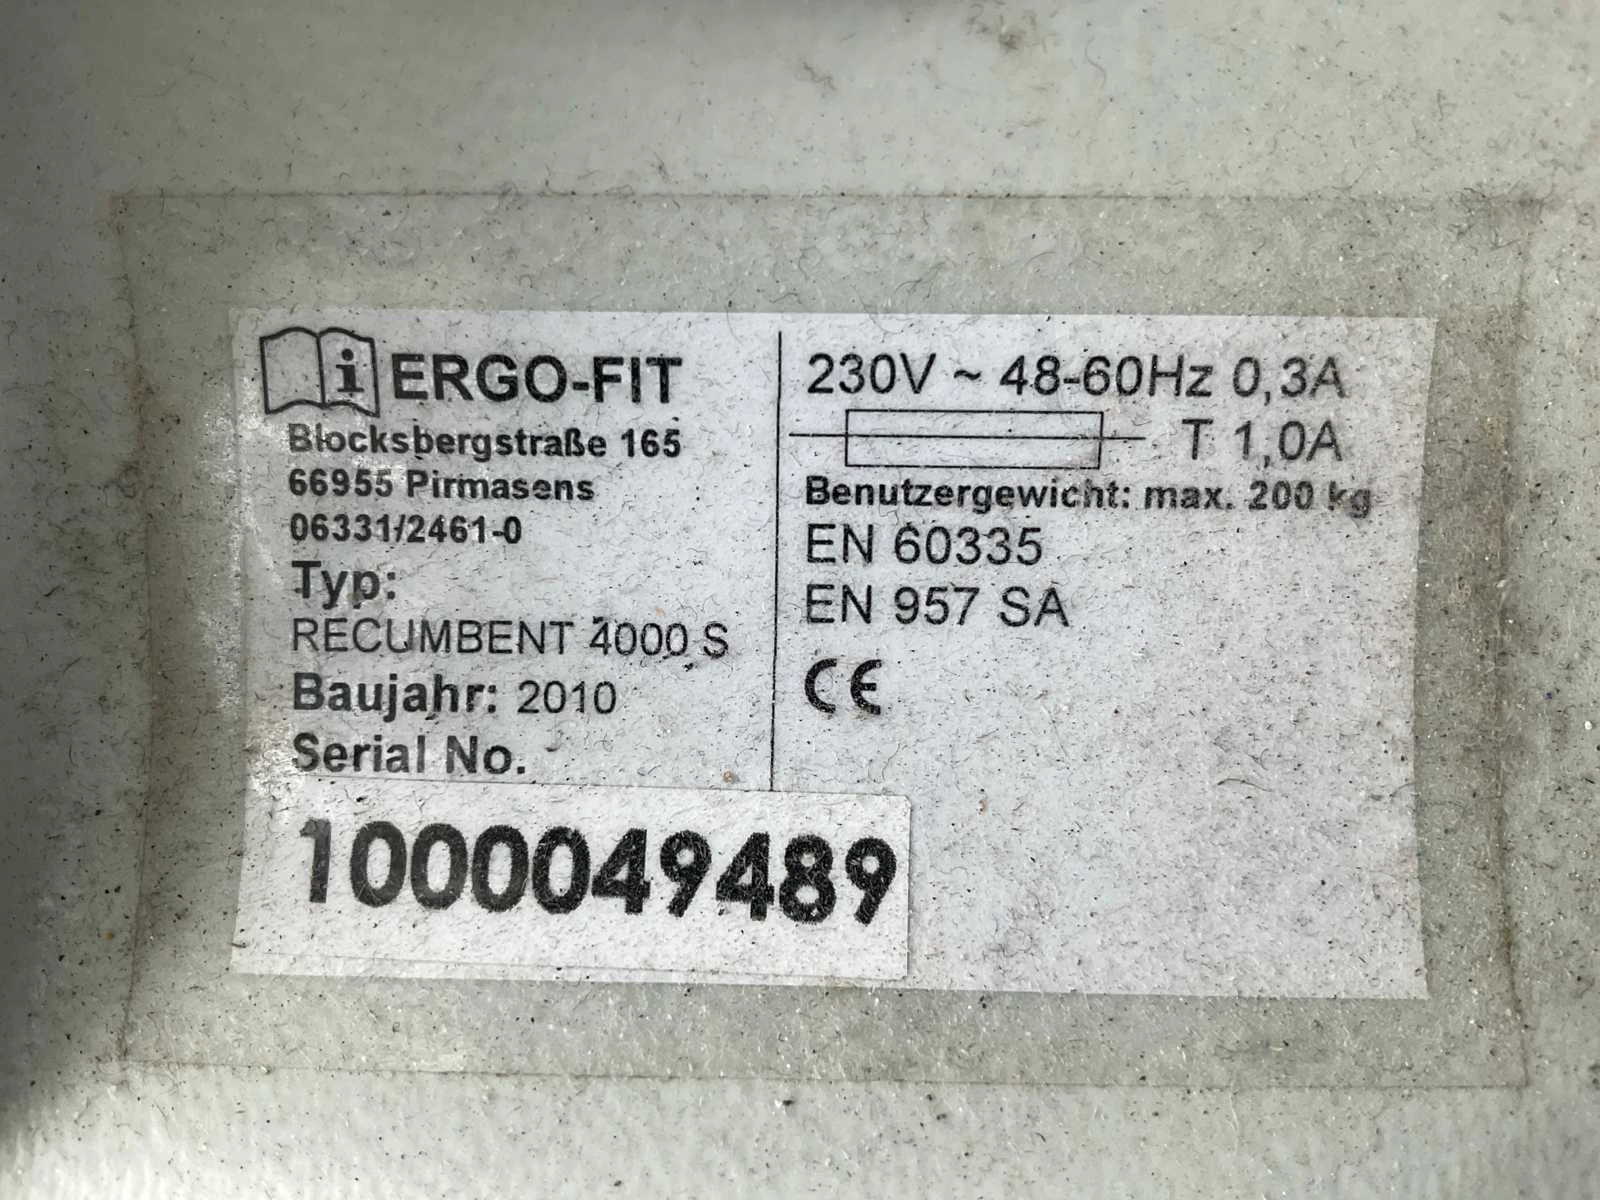 ERGO-FIT
Blocksbergstraße 165
66955 Pirmasens
06331/2461-0
Typ:
RECUMBENT 4000 S
Baujahr: 2010
Serial No.
1000049489
230V ~ 48-60Hz 0,3A
T 1,0A
Benutzergewicht: max. 200 kg
EN 60335
EN 957 SA
CE